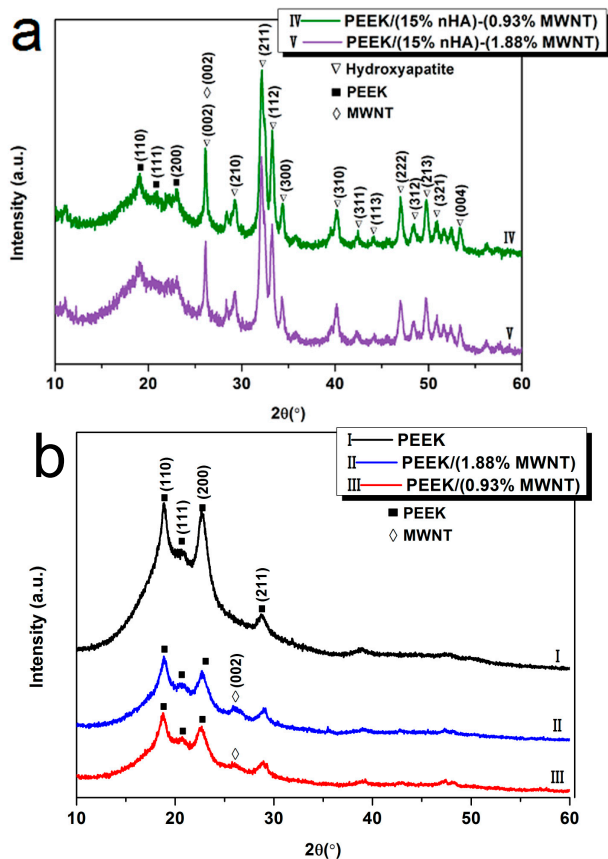 a
Ⅳ PEEK/(15% nHA)-(0.93% MWNT)
Ⅴ PEEK/(15% nHA)-(1.88% MWNT)
▽ Hydroxyapatite
■ PEEK
◇ MWNT
(110)
(111)
(200)
(002)
(002)
(210)
(211)
(112)
(300)
(310)
(311)
(113)
(222)
(312)
(213)
(321)
(004)
Ⅳ
Ⅴ
Intensity (a.u.)
10 20 30 40 50 60
2θ(°)
b
Ⅰ PEEK
Ⅱ PEEK/(1.88% MWNT)
Ⅲ PEEK/(0.93% MWNT)
■ PEEK
◇ MWNT
(110)
(111)
(200)
(211)
(002)
Ⅰ
Ⅱ
Ⅲ
Intensity (a.u.)
10 20 30 40 50 60
2θ(°)